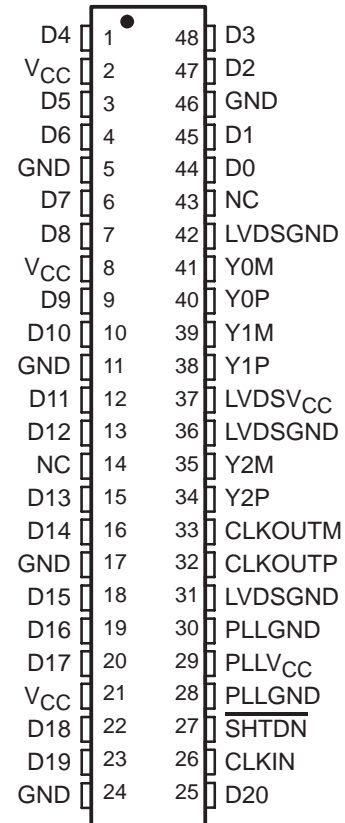 D4 1 48 D3
VCC 2 47 D2
D5 3 46 GND
D6 4 45 D1
GND 5 44 D0
D7 6 43 NC
D8 7 42 LVDSGND
VCC 8 41 Y0M
D9 9 40 Y0P
D10 10 39 Y1M
GND 11 38 Y1P
D11 12 37 LVDSVCC
D12 13 36 LVDSGND
NC 14 35 Y2M
D13 15 34 Y2P
D14 16 33 CLKOUTM
GND 17 32 CLKOUTP
D15 18 31 LVDSGND
D16 19 30 PLLGND
D17 20 29 PLLVCC
VCC 21 28 PLLGND
D18 22 27 SHTDN
D19 23 26 CLKIN
GND 24 25 D20